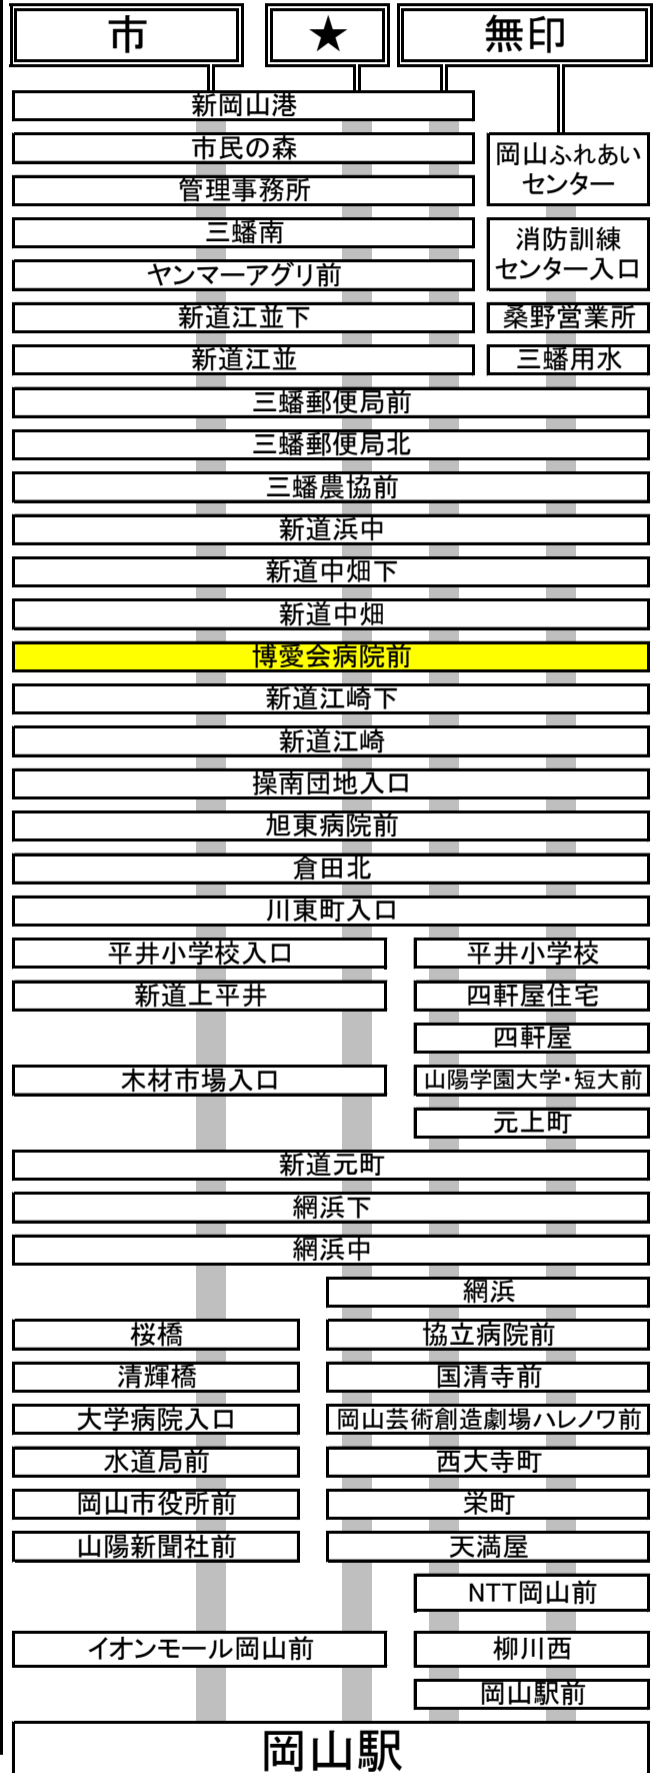 市 ★ 無印
新岡山港
市民の森 岡山ふれあい
センター
管理事務所
三蟠南 消防訓練
センター入口
ヤンマーアグリ前
新道江並下 桑野営業所
新道江並 三蟠用水
三蟠郵便局前
三蟠郵便局北
三蟠農協前
新道浜中
新道中畑下
新道中畑
博愛会病院前
新道江崎下
新道江崎
操南団地入口
旭東病院前
倉田北
川東町入口
平井小学校入口 平井小学校
新道上平井 四軒屋住宅
四軒屋
木材市場入口 山陽学園大学・短大前
元上町
新道元町
網浜下
網浜中
網浜
桜橋 協立病院前
清輝橋 国清寺前
大学病院入口 岡山芸術創造劇場ハレノワ前
水道局前 西大寺町
岡山市役所前 栄町
山陽新聞社前 天満屋
NTT岡山前
イオンモール岡山前 柳川西
岡山駅前
岡山駅